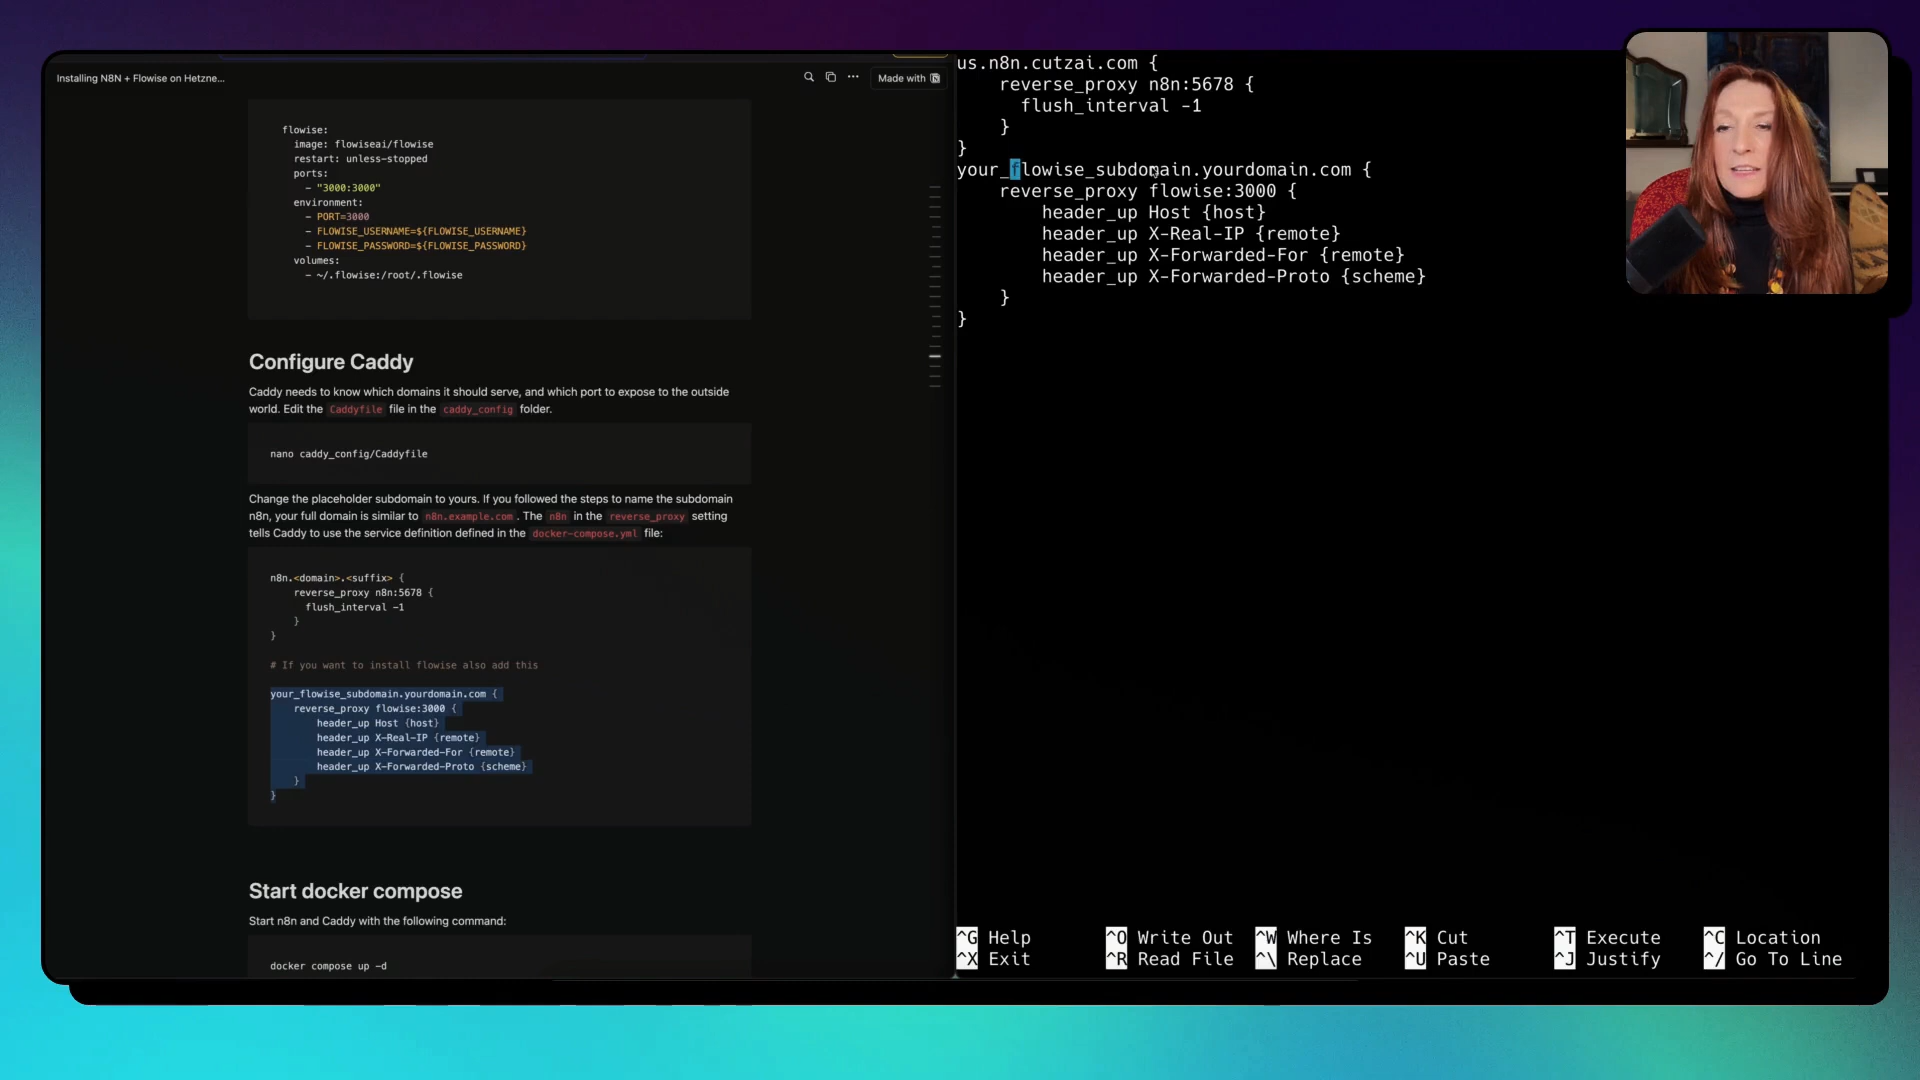 Installing N8N + Flowise on Hetzne...
Made with
flowise:
image: flowiseai/flowise
restart: unless-stopped
ports:
- "3000:3000"
environment:
- PORT=3000
- FLOWISE_USERNAME=${FLOWISE_USERNAME}
- FLOWISE_PASSWORD=${FLOWISE_PASSWORD}
volumes:
- ~/.flowise:/root/.flowise
Configure Caddy
Caddy needs to know which domains it should serve, and which port to expose to the outside
world. Edit the Caddyfile file in the caddy_config folder.
nano caddy_config/Caddyfile
Change the placeholder subdomain to yours. If you followed the steps to name the subdomain
n8n, your full domain is similar to n8n.example.com. The n8n in the reverse_proxy setting
tells Caddy to use the service definition defined in the docker-compose.yml file:
n8n.<domain>.<suffix> {
reverse_proxy n8n:5678 {
flush_interval -1
}
}
# If you want to install flowise also add this
your_flowise_subdomain.yourdomain.com {
reverse_proxy flowise:3000 {
header_up Host {host}
header_up X-Real-IP {remote}
header_up X-Forwarded-For {remote}
header_up X-Forwarded-Proto {scheme}
}
}
Start docker compose
Start n8n and Caddy with the following command:
docker compose up -d
us.n8n.cutzai.com {
reverse_proxy n8n:5678 {
flush_interval -1
}
}
your_flowise_subdomain.yourdomain.com {
reverse_proxy flowise:3000 {
header_up Host {host}
header_up X-Real-IP {remote}
header_up X-Forwarded-For {remote}
header_up X-Forwarded-Proto {scheme}
}
}
^G Help ^O Write Out ^W Where Is ^K Cut ^T Execute ^C Location
^X Exit ^R Read File ^\ Replace ^U Paste ^J Justify ^/ Go To Line